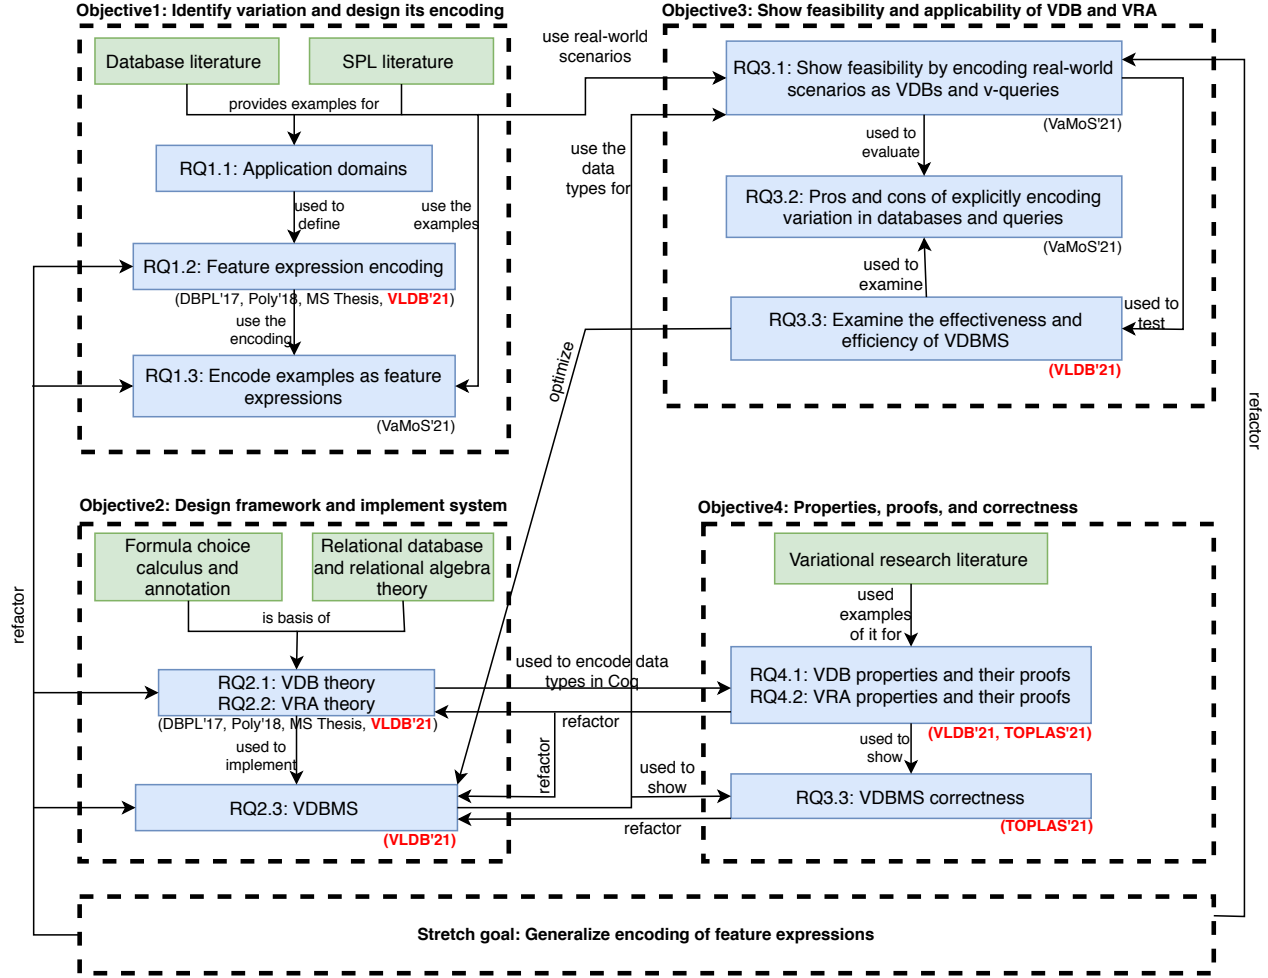 Objective1: Identify variation and design its encoding
Database literature
SPL literature
provides examples for
RQ1.1: Application domains
used to
define
use the
examples
RQ1.2: Feature expression encoding
(DBPL'17, Poly'18, MS Thesis, VLDB'21)
use the
encoding
RQ1.3: Encode examples as feature
expressions
(VaMoS'21)
use real-world
scenarios
use the
data
types for
optimize
Objective3: Show feasibility and applicability of VDB and VRA
RQ3.1: Show feasibility by encoding real-world
scenarios as VDBs and v-queries
(VaMoS'21)
used to
evaluate
RQ3.2: Pros and cons of explicitly encoding
variation in databases and queries
(VaMoS'21)
used to
examine
used to
test
RQ3.3: Examine the effectiveness and
efficiency of VDBMS
(VLDB'21)
refactor
Objective2: Design framework and implement system
Formula choice
calculus and
annotation
Relational database
and relational algebra
theory
is basis of
RQ2.1: VDB theory
RQ2.2: VRA theory
(DBPL'17, Poly'18, MS Thesis, VLDB'21)
used to
implement
RQ2.3: VDBMS
(VLDB'21)
refactor
used to encode data
types in Coq
refactor
refactor
used to
show
refactor
Objective4: Properties, proofs, and correctness
Variational research literature
used
examples
of it for
RQ4.1: VDB properties and their proofs
RQ4.2: VRA properties and their proofs
(VLDB'21, TOPLAS'21)
used to
show
RQ3.3: VDBMS correctness
(TOPLAS'21)
Stretch goal: Generalize encoding of feature expressions